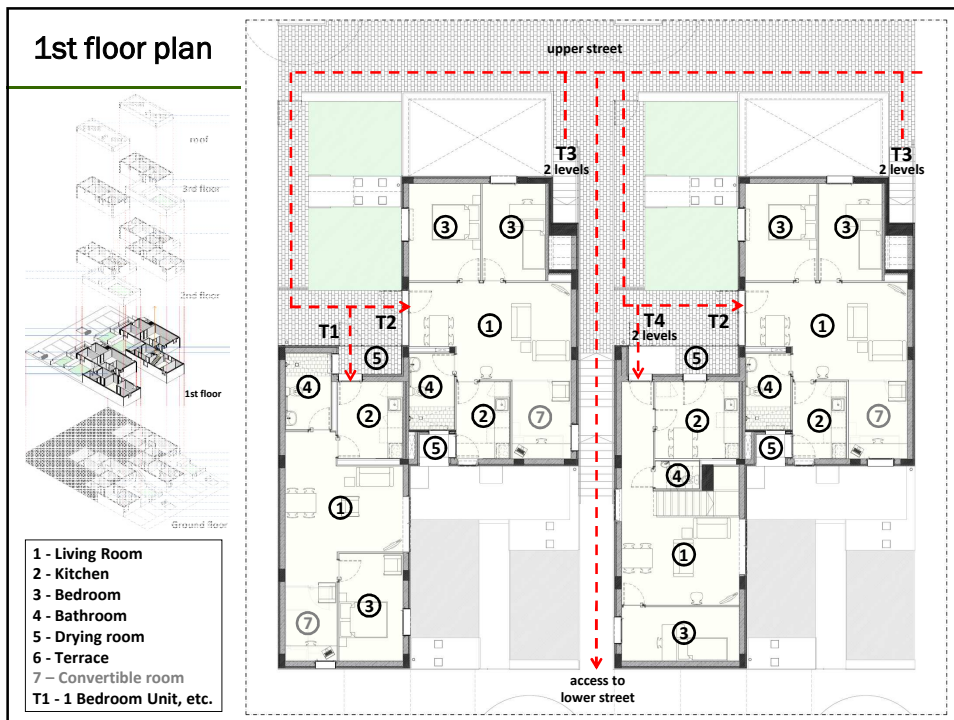 1st floor plan
upper street
T3
2 levels
T3
2 levels
3
3
3
3
T1
T2
1
T4
2 levels
T2
1
5
5
4
4
2
2
7
4
2
2
7
4
5
4
5
1
1
3
7
3
access to
lower street
roof
3rd floor
2nd floor
1st floor
Ground floor
1 - Living Room
2 - Kitchen
3 - Bedroom
4 - Bathroom
5 - Drying room
6 - Terrace
7 – Convertible room
T1 - 1 Bedroom Unit, etc.